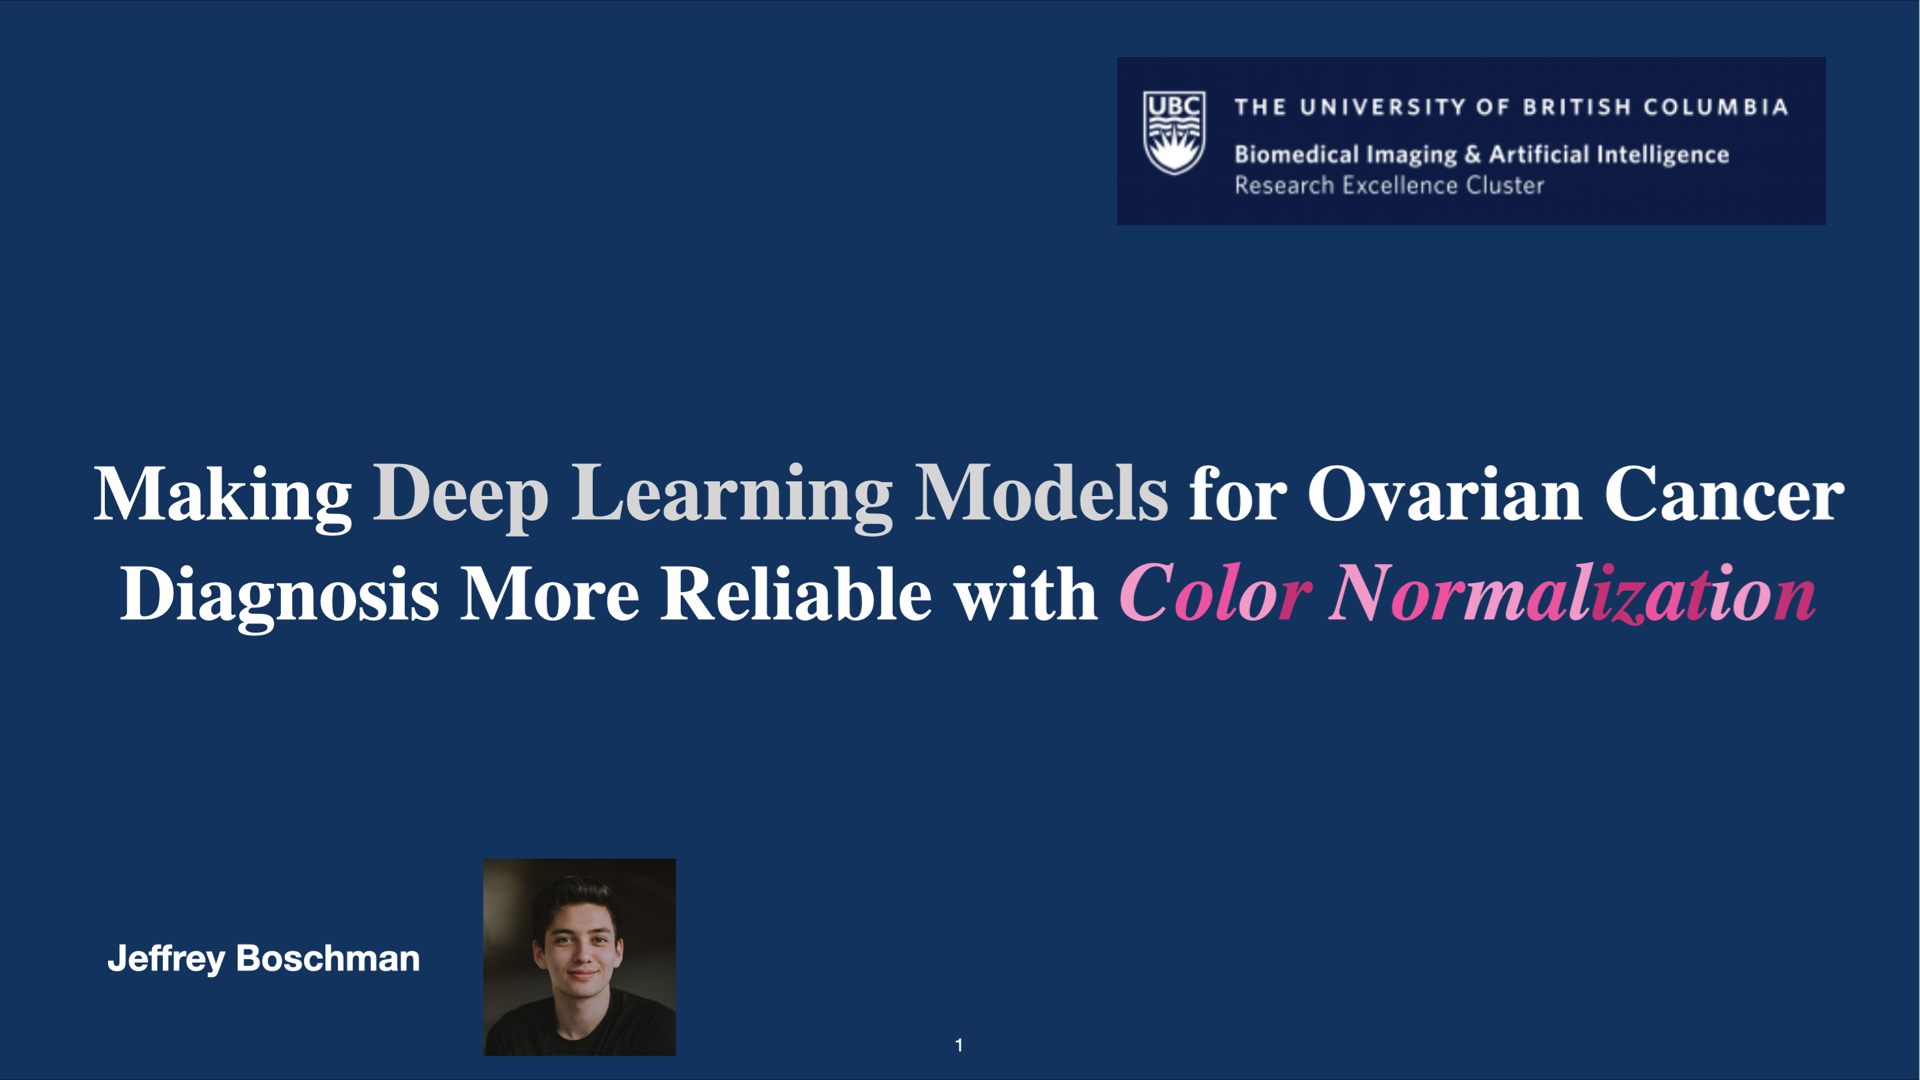 UBC
THE UNIVERSITY OF BRITISH COLUMBIA
Biomedical Imaging & Artificial Intelligence
Research Excellence Cluster
Making Deep Learning Models for Ovarian Cancer
Diagnosis More Reliable with Color Normalization
Jeffrey Boschman
1